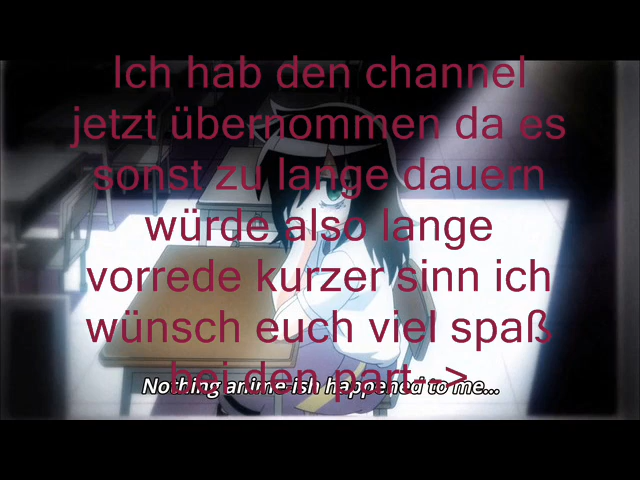 Ich hab den channel
jetzt übernommen da es
sonst zu lange dauern
würde also lange
vorrede kurzer sinn ich
wünsch euch viel spaß
bei den part-->
Nothing anime-ish happened to me...